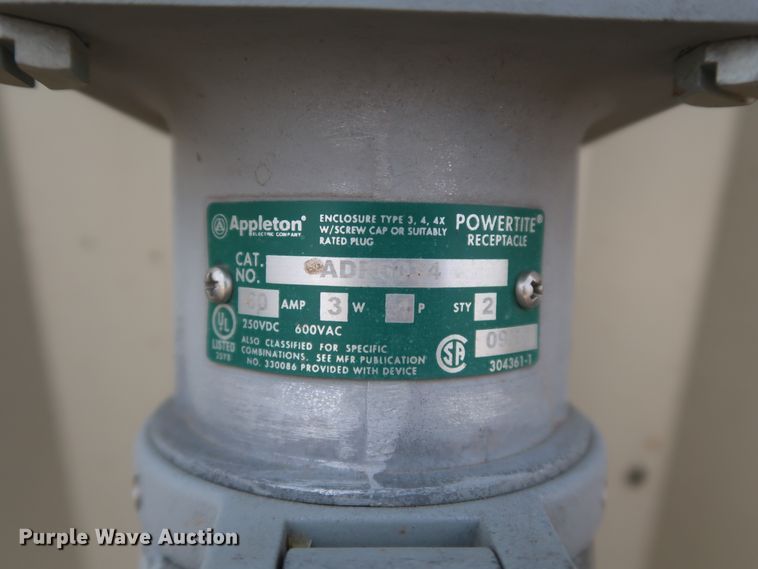 Appleton®
ELECTRIC COMPANY
ENCLOSURE TYPE 3, 4, 4X
W/SCREW CAP OR SUITABLY
RATED PLUG
POWERTITE®
RECEPTACLE
CAT.
NO.
AMP 3 W P STY 2
250VDC 600VAC
UL
LISTED
ALSO CLASSIFIED FOR SPECIFIC
COMBINATIONS. SEE MFR PUBLICATION
NO. 330086 PROVIDED WITH DEVICE
304361-1
Purple Wave Auction